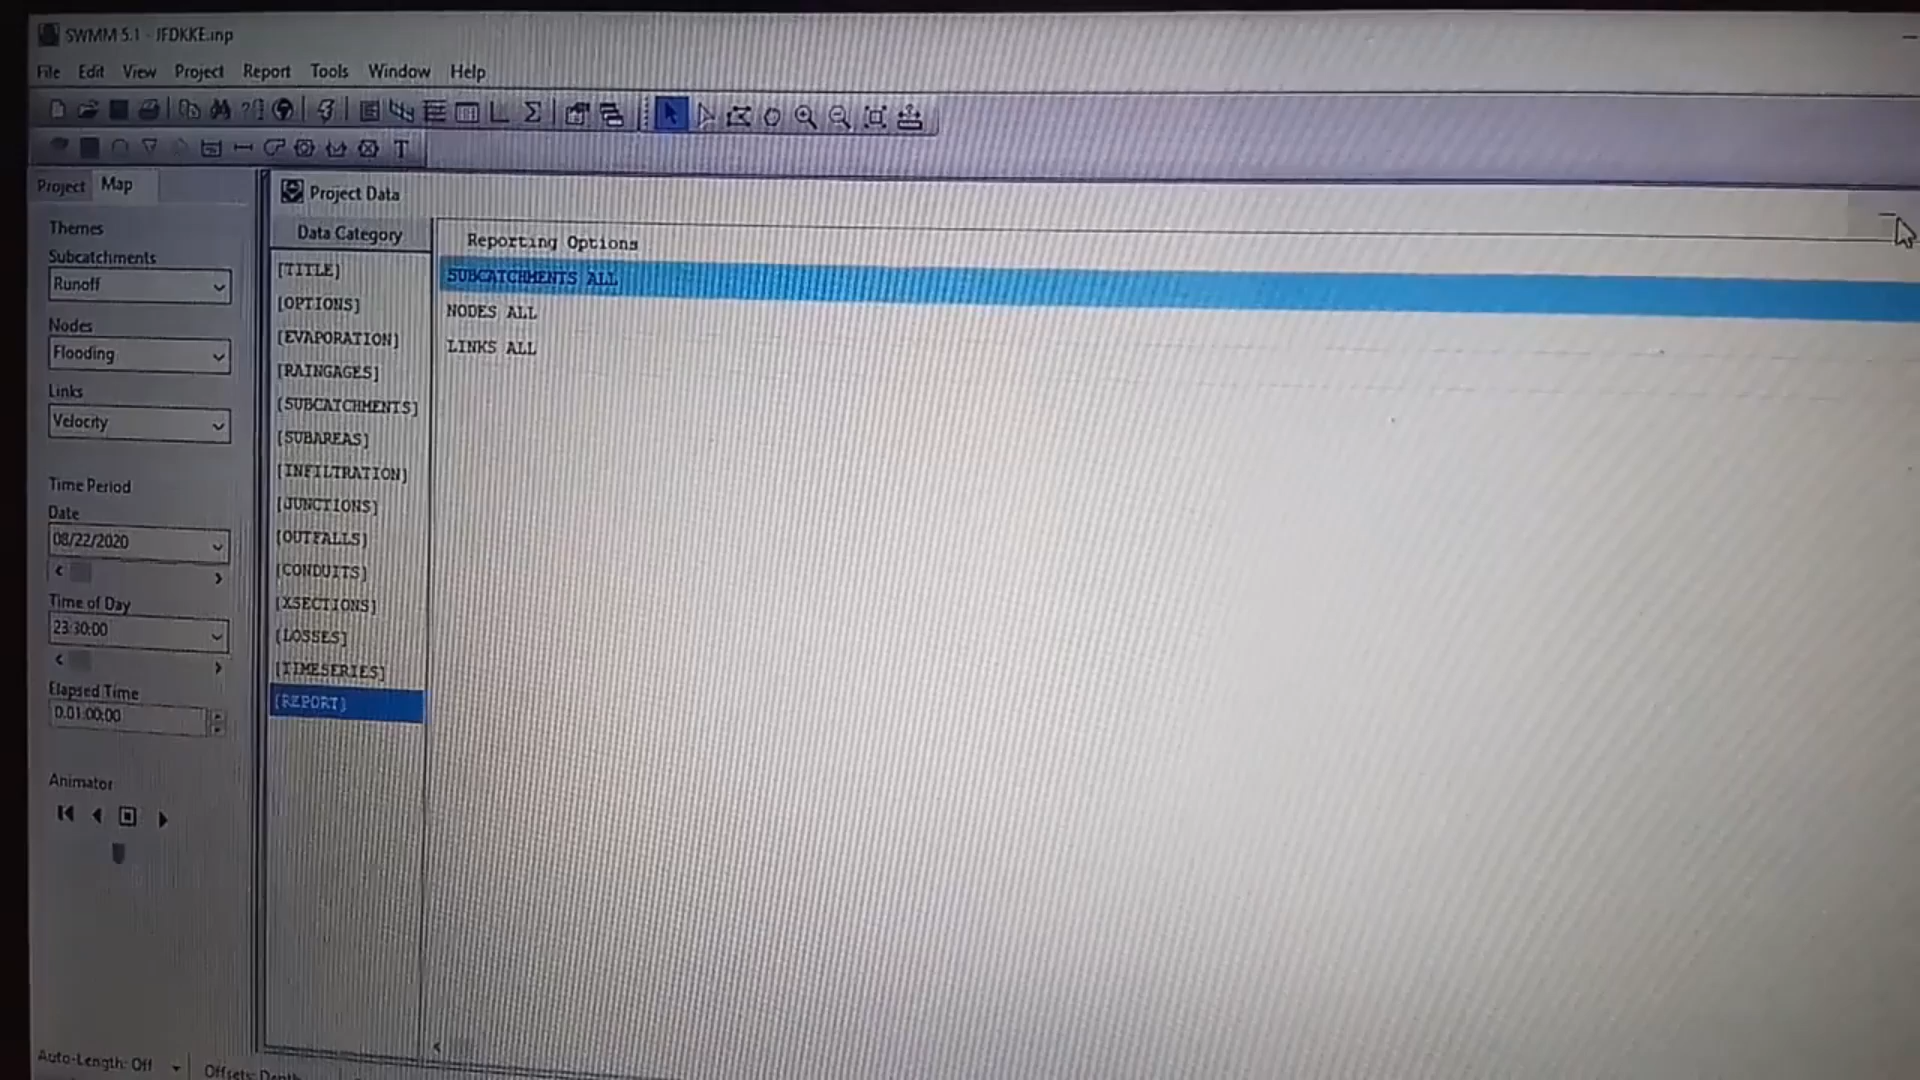 SWMM 5.1 - JFDKKE.inp
File Edit View Project Report Tools Window Help
T
Project Map
Themes
Subcatchments
Runoff
Nodes
Flooding
Links
Velocity
Time Period
Date
08/22/2020
Time of Day
23:30:00
Elapsed Time
0.01:00:00
Animator
Project Data
Data Category
[TITLE]
[OPTIONS]
[EVAPORATION]
[RAINGAGES]
[SUBCATCHMENTS]
[SUBAREAS]
[INFILTRATION]
[JUNCTIONS]
[OUTFALLS]
[CONDUITS]
[XSECTIONS]
[LOSSES]
[TIMESERIES]
[REPORT]
Reporting Options
SUBCATCHMENTS ALL
NODES ALL
LINKS ALL
Auto-Length: Off
Offsets: Depth